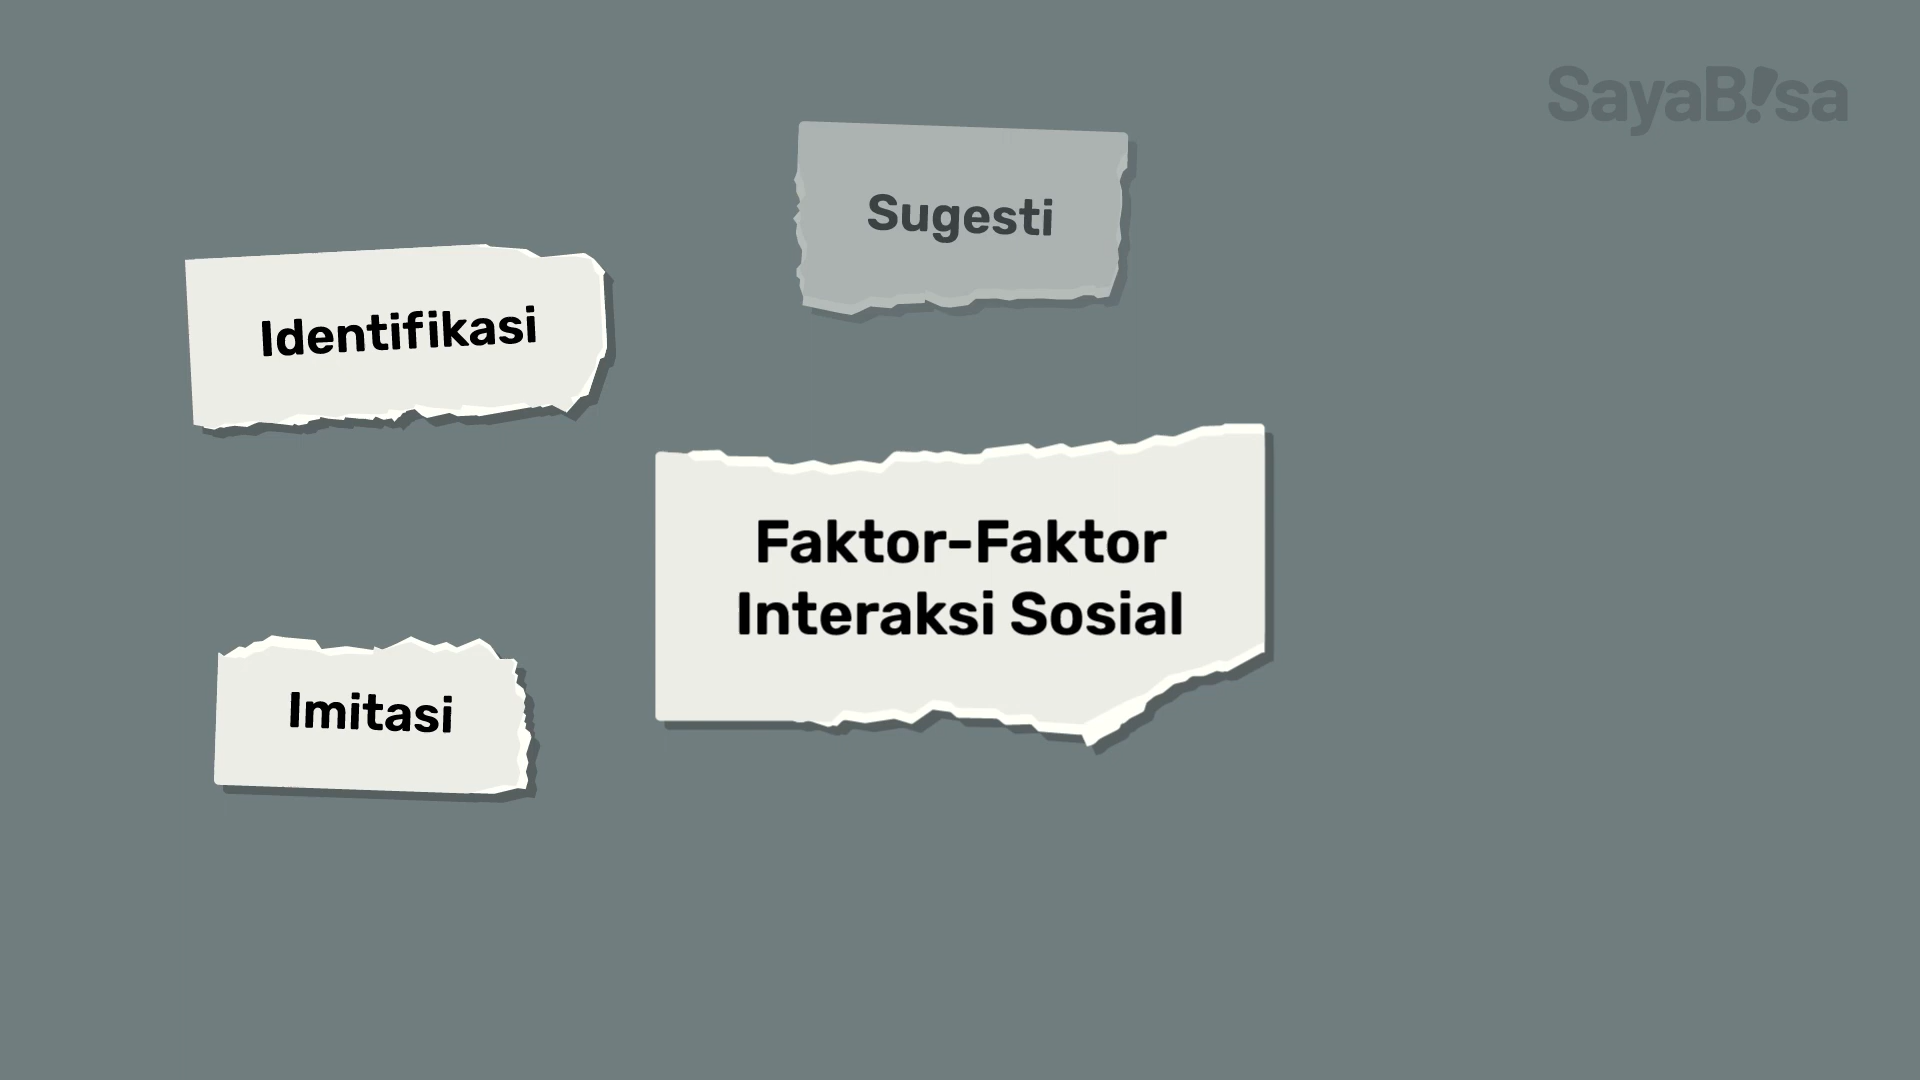 SayaB!sa
Sugesti
Identifikasi
Faktor-Faktor
Interaksi Sosial
Imitasi